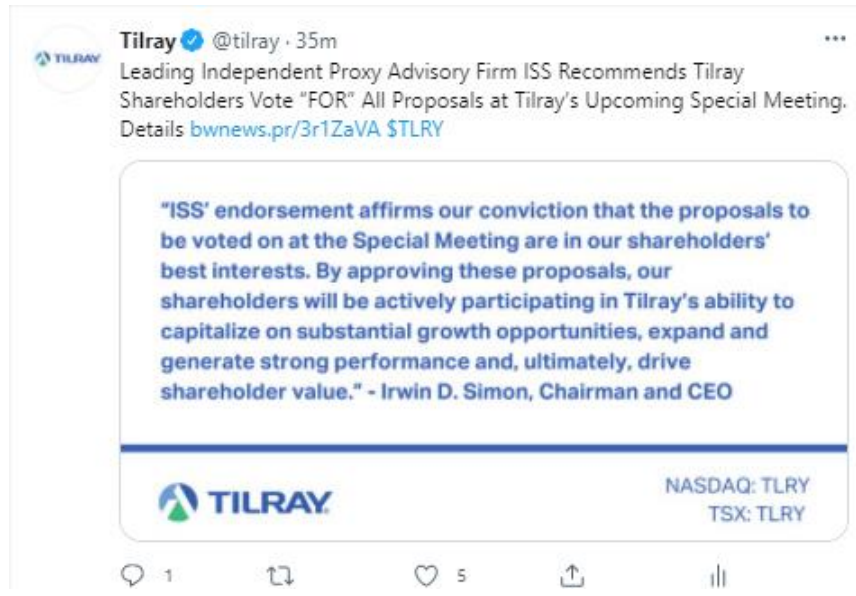 Tilray @tilray · 35m
TILRAY
Leading Independent Proxy Advisory Firm ISS Recommends Tilray
Shareholders Vote “FOR” All Proposals at Tilray’s Upcoming Special Meeting.
Details bwnews.pr/3r1ZaVA $TLRY
"ISS' endorsement affirms our conviction that the proposals to
be voted on at the Special Meeting are in our shareholders'
best interests. By approving these proposals, our
shareholders will be actively participating in Tilray's ability to
capitalize on substantial growth opportunities, expand and
generate strong performance and, ultimately, drive
shareholder value." - Irwin D. Simon, Chairman and CEO
TILRAY
NASDAQ: TLRY
TSX: TLRY
1 5